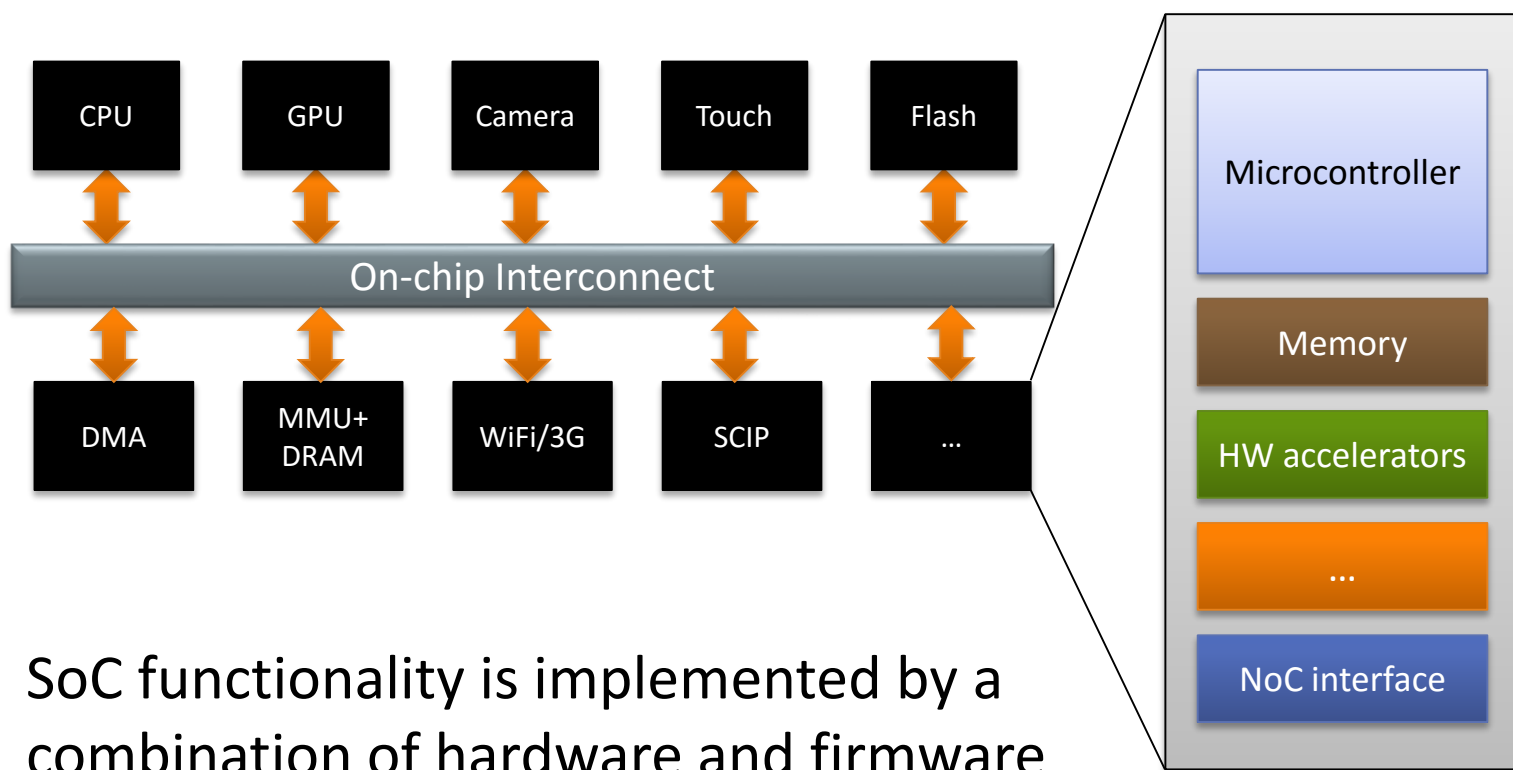 CPU
GPU
Camera
Touch
Flash
On-chip Interconnect
DMA
MMU+
DRAM
WiFi/3G
SCIP
...
Microcontroller
Memory
HW accelerators
...
NoC interface
SoC functionality is implemented by a
combination of hardware and firmware